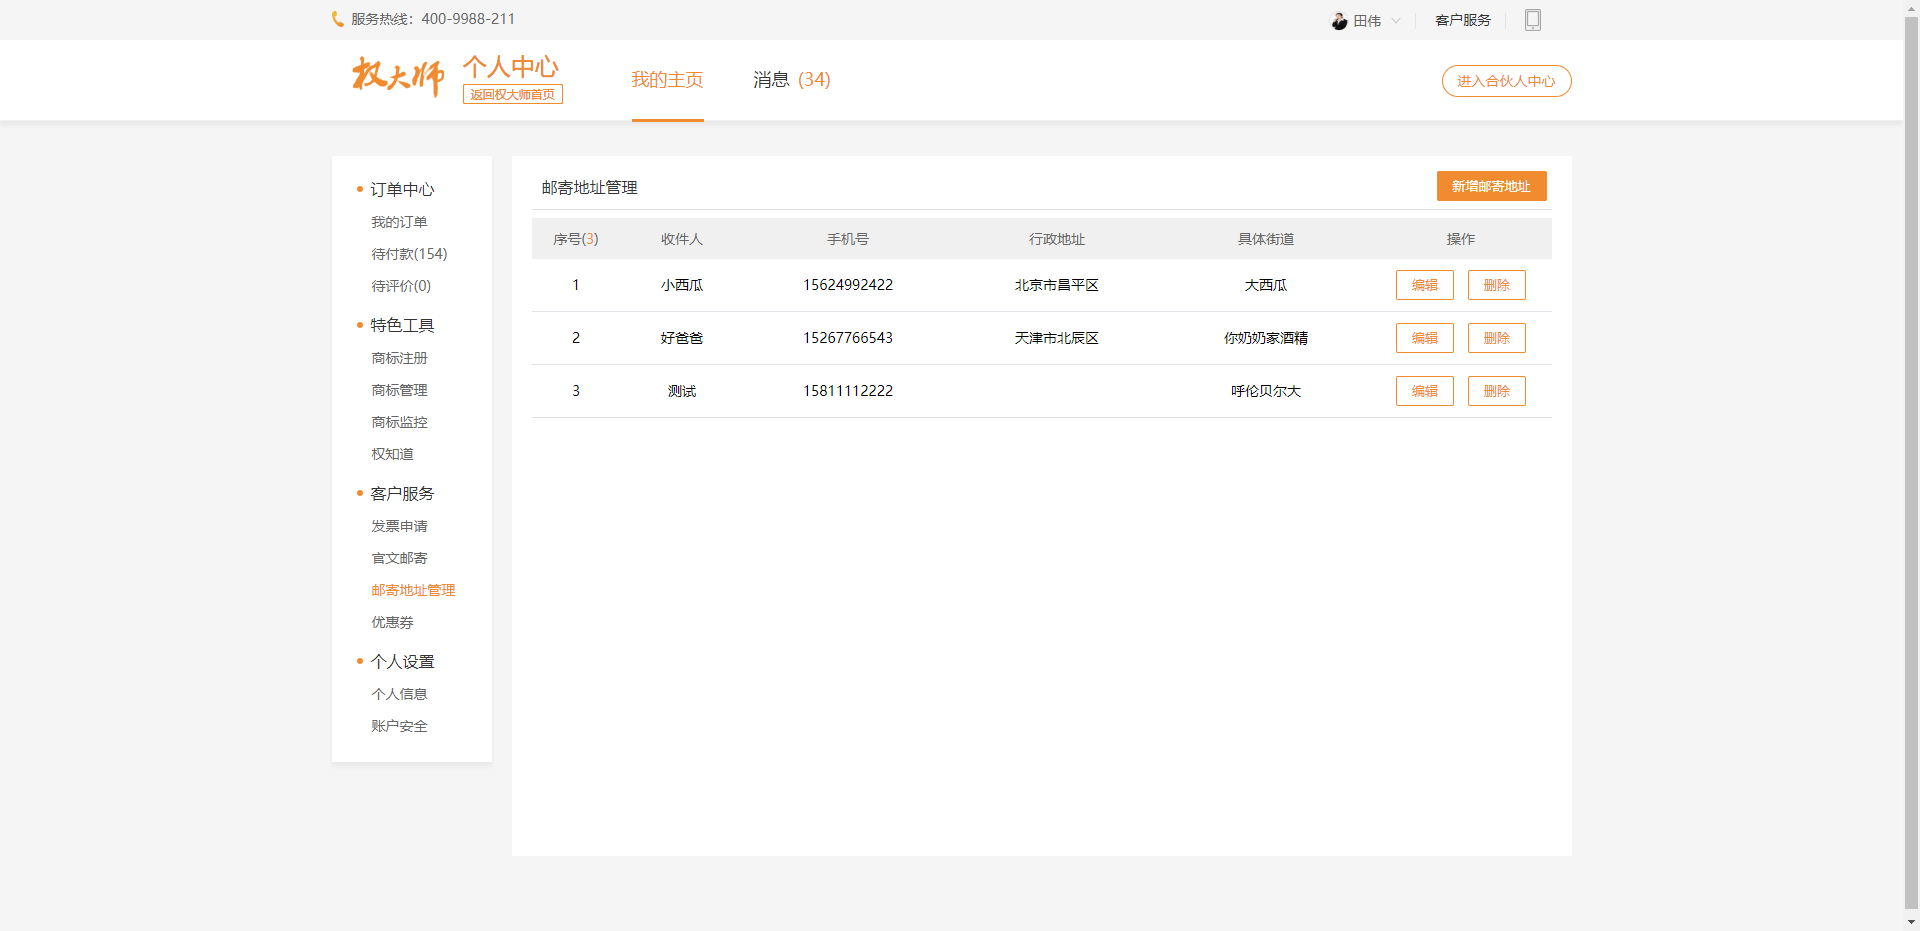 服务热线：400-9988-211
田伟
客户服务
权大师
个人中心
返回权大师首页
我的主页
消息 (34)
进入合伙人中心
订单中心
我的订单
待付款(154)
待评价(0)
特色工具
商标注册
商标管理
商标监控
权知道
客户服务
发票申请
官文邮寄
邮寄地址管理
优惠券
个人设置
个人信息
账户安全
邮寄地址管理
新增邮寄地址
序号(3) 收件人 手机号 行政地址 具体街道 操作
1 小西瓜 15624992422 北京市昌平区 大西瓜 编辑 删除
2 好爸爸 15267766543 天津市北辰区 你奶奶家酒精 编辑 删除
3 测试 15811112222 呼伦贝尔大 编辑 删除